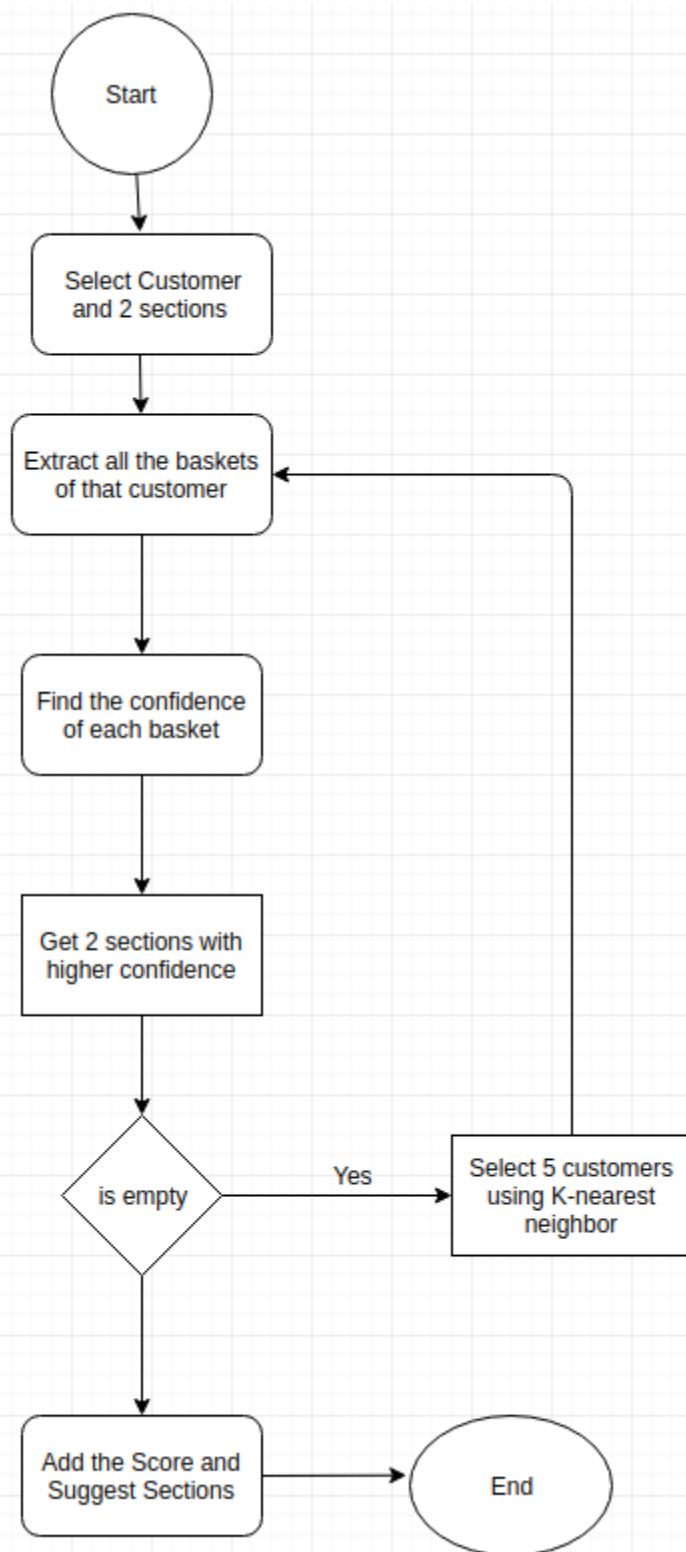 Start
Select Customer
and 2 sections
Extract all the baskets
of that customer
Find the confidence
of each basket
Get 2 sections with
higher confidence
is empty
Yes
Select 5 customers
using K-nearest
neighbor
Add the Score and
Suggest Sections
End